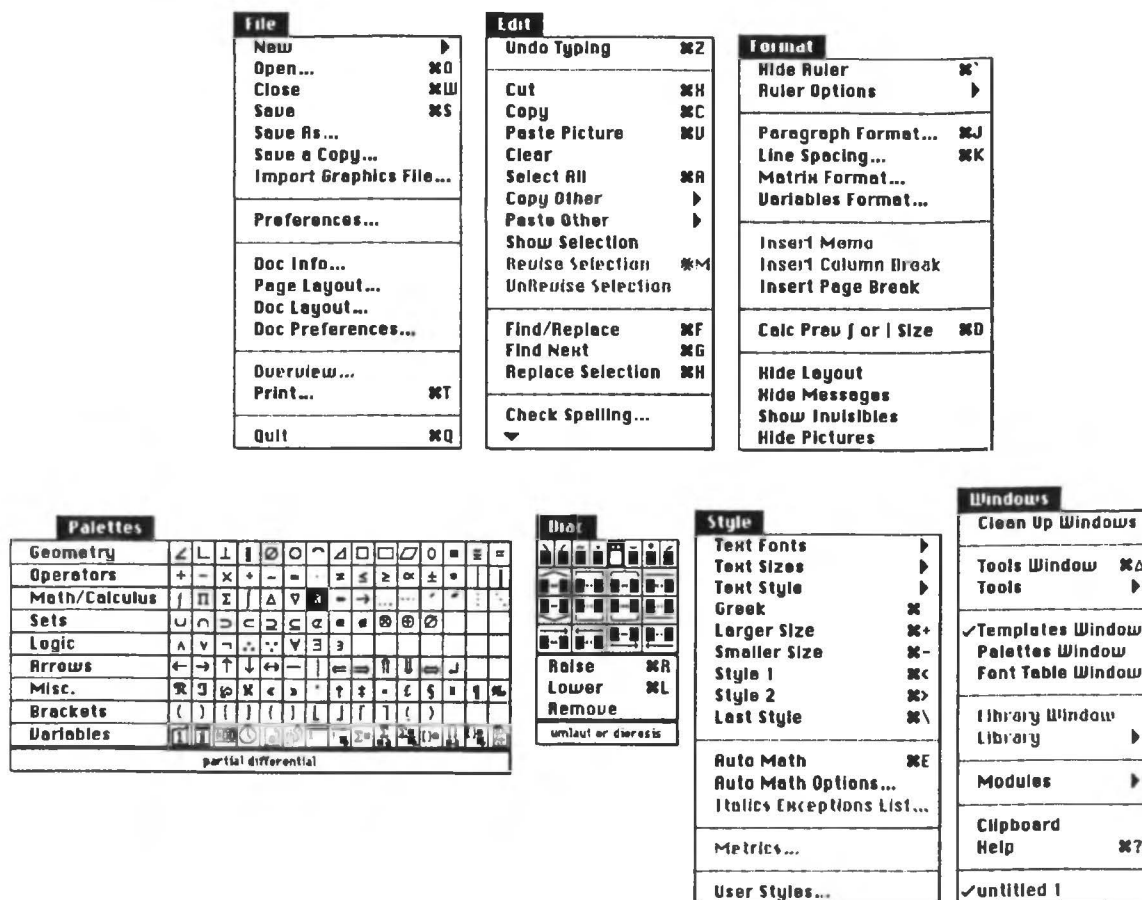 File
New
Open... ⌘O
Close ⌘W
Save ⌘S
Save As...
Save a Copy...
Import Graphics File...
Preferences...
Doc Info...
Page Layout...
Doc Layout...
Doc Preferences...
Overview...
Print... ⌘T
Quit ⌘Q
Edit
Undo Typing ⌘Z
Cut ⌘X
Copy ⌘C
Paste Picture ⌘V
Clear
Select All ⌘A
Copy Other
Paste Other
Show Selection
Revise Selection ⌘M
UnRevise Selection
Find/Replace ⌘F
Find Next ⌘G
Replace Selection ⌘H
Check Spelling...
Format
Hide Ruler ⌘`
Ruler Options
Paragraph Format... ⌘J
Line Spacing... ⌘K
Matrix Format...
Variables Format...
Insert Memo
Insert Column Break
Insert Page Break
Calc Prev ∫ or | Size ⌘D
Hide Layout
Hide Messages
Show Invisibles
Hide Pictures
Palettes
Geometry
Operators
Math/Calculus
Sets
Logic
Arrows
Misc.
Brackets
Variables
partial differential
Diac
Raise ⌘R
Lower ⌘L
Remove
umlaut or dieresis
Style
Text Fonts
Text Sizes
Text Style
Greek ⌘
Larger Size ⌘+
Smaller Size ⌘-
Style 1 ⌘<
Style 2 ⌘>
Last Style ⌘\
Auto Math ⌘E
Auto Math Options...
Italics Exceptions List...
Metrics...
User Styles...
Windows
Clean Up Windows
Tools Window
Tools
✓Templates Window
Palettes Window
Font Table Window
Library Window
Library
Modules
Clipboard
Help ⌘?
✓untitled 1